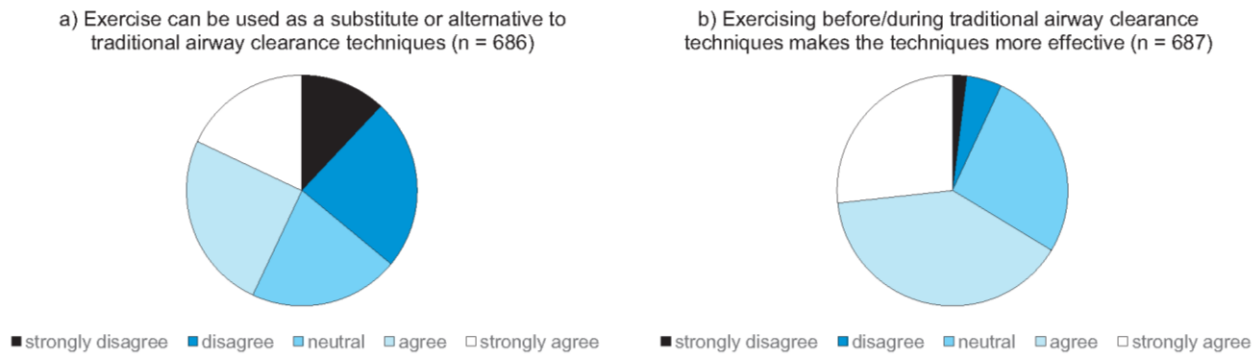 a) Exercise can be used as a substitute or alternative to
traditional airway clearance techniques (n = 686)
strongly disagree disagree neutral agree strongly agree
b) Exercising before/during traditional airway clearance
techniques makes the techniques more effective (n = 687)
strongly disagree disagree neutral agree strongly agree